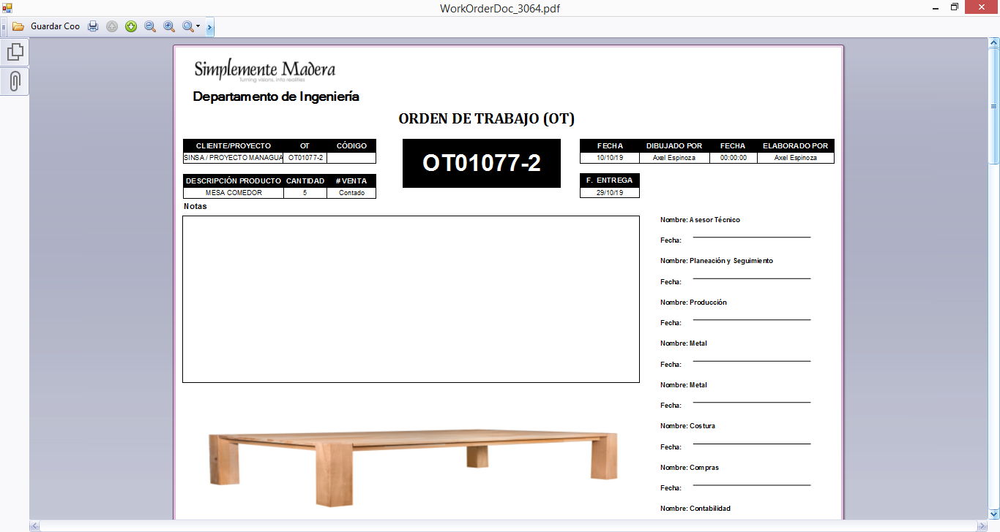 WorkOrderDoc_3064.pdf
Guardar Coo
Simplemente Madera
Turning visions, into realities
Departamento de Ingeniería
ORDEN DE TRABAJO (OT)
CLIENTE/PROYECTO OT CÓDIGO
SINSA / PROYECTO MANAGUA OT01077-2
OT01077-2
FECHA DIBUJADO POR FECHA ELABORADO POR
10/10/19 Axel Espinoza 00:00:00 Axel Espinoza
DESCRIPCIÓN PRODUCTO CANTIDAD # VENTA
MESA COMEDOR 5 Contado
F. ENTREGA
29/10/19
Notas
Nombre: Asesor Técnico
Fecha:
Nombre: Planeación y Seguimiento
Fecha:
Nombre: Producción
Fecha:
Nombre: Metal
Fecha:
Nombre: Metal
Fecha:
Nombre: Costura
Fecha:
Nombre: Compras
Fecha:
Nombre: Contabilidad